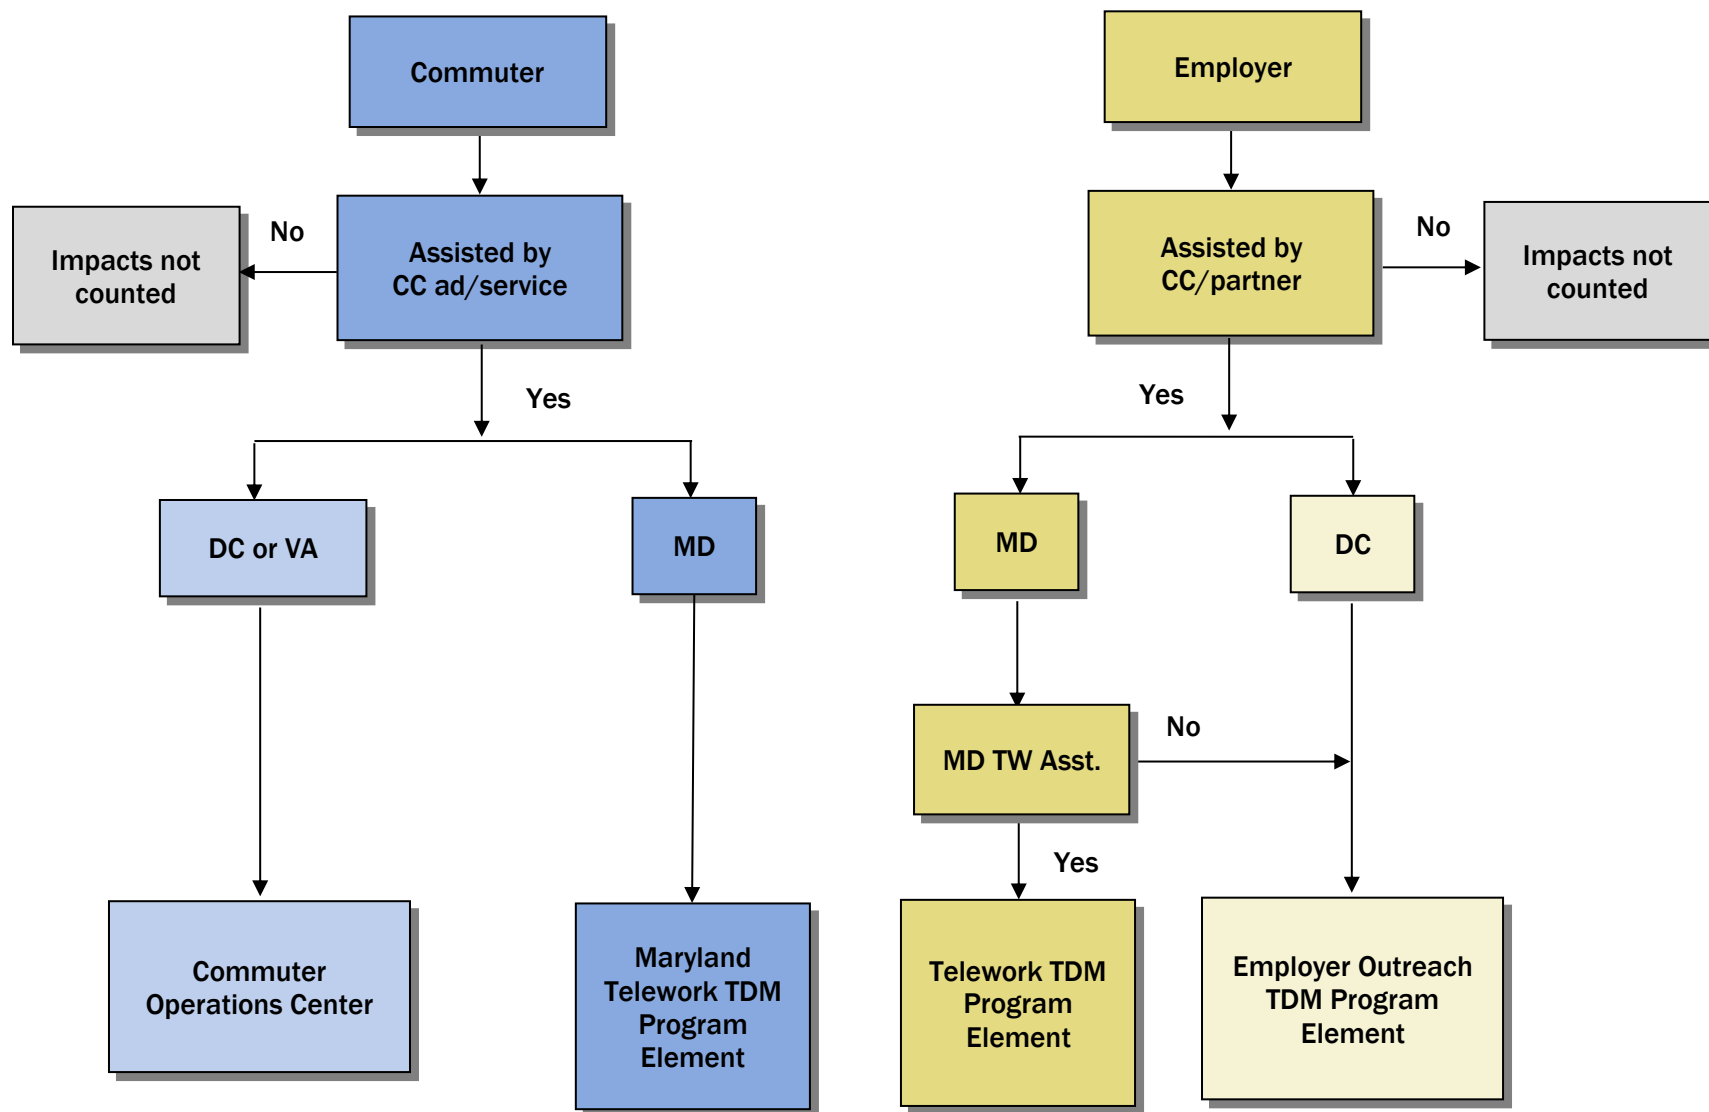 Commuter
Employer
Impacts not
counted
No
Assisted by
CC ad/service
Assisted by
CC/partner
No
Impacts not
counted
Yes
Yes
DC or VA
MD
MD
DC
MD TW Asst.
No
Yes
Commuter
Operations Center
Maryland
Telework TDM
Program
Element
Telework TDM
Program
Element
Employer Outreach
TDM Program
Element